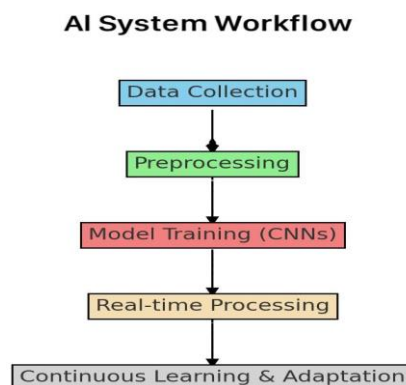 AI System Workflow
Data Collection
Preprocessing
Model Training (CNNs)
Real-time Processing
Continuous Learning & Adaptation